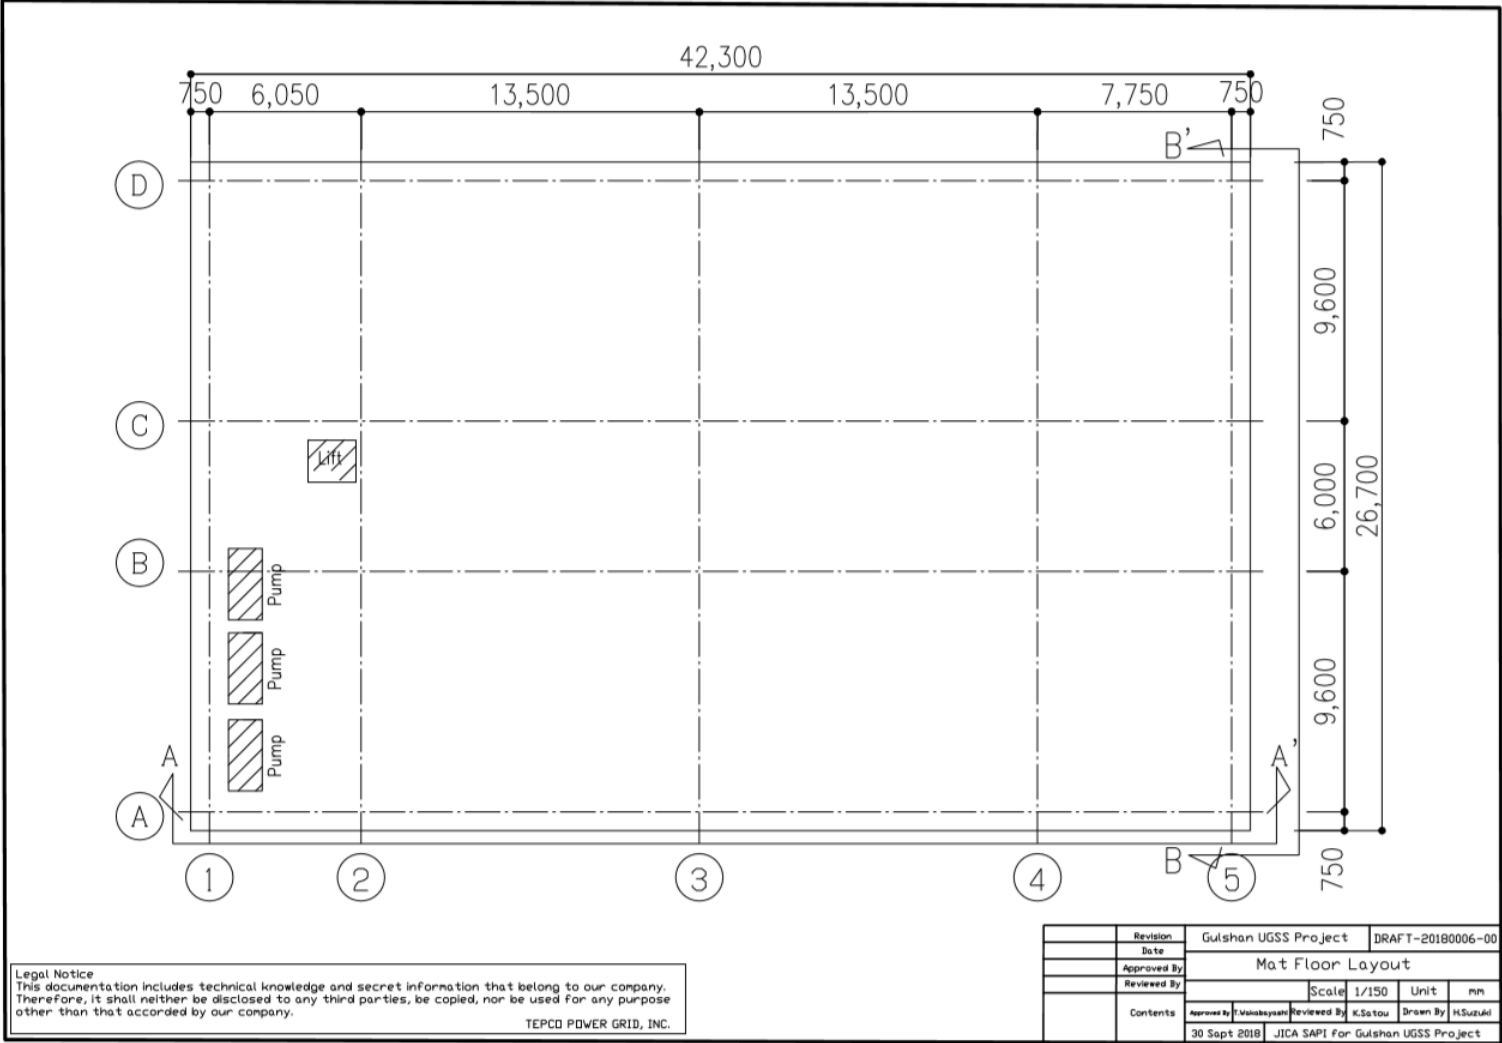 42,300
750 6,050 13,500 13,500 7,750 750
750
B'
D
9,600
C
Lift
6,000
26,700
B
Pump
Pump
9,600
Pump
A
A'
A
B
750
1 2 3 4 5
Revision
Gulshan UGSS Project
DRAFT-20180006-00
Date
Mat Floor Layout
Approved By
Reviewed By
Scale 1/150 Unit mm
Contents
Approved By T.Wakabayashi Reviewed By K.Satou Drawn By H.Suzuki
30 Sapt 2018 JICA SAPI for Gulshan UGSS Project
Legal Notice
This documentation includes technical knowledge and secret information that belong to our company.
Therefore, it shall neither be disclosed to any third parties, be copied, nor be used for any purpose
other than that accorded by our company.
TEPCO POWER GRID, INC.